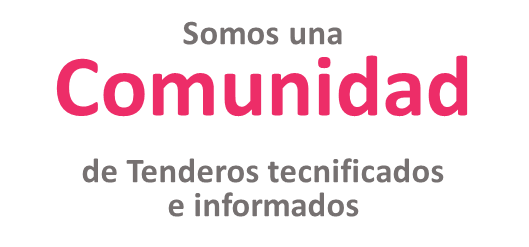 Somos una
Comunidad
de Tenderos tecnificados
e informados